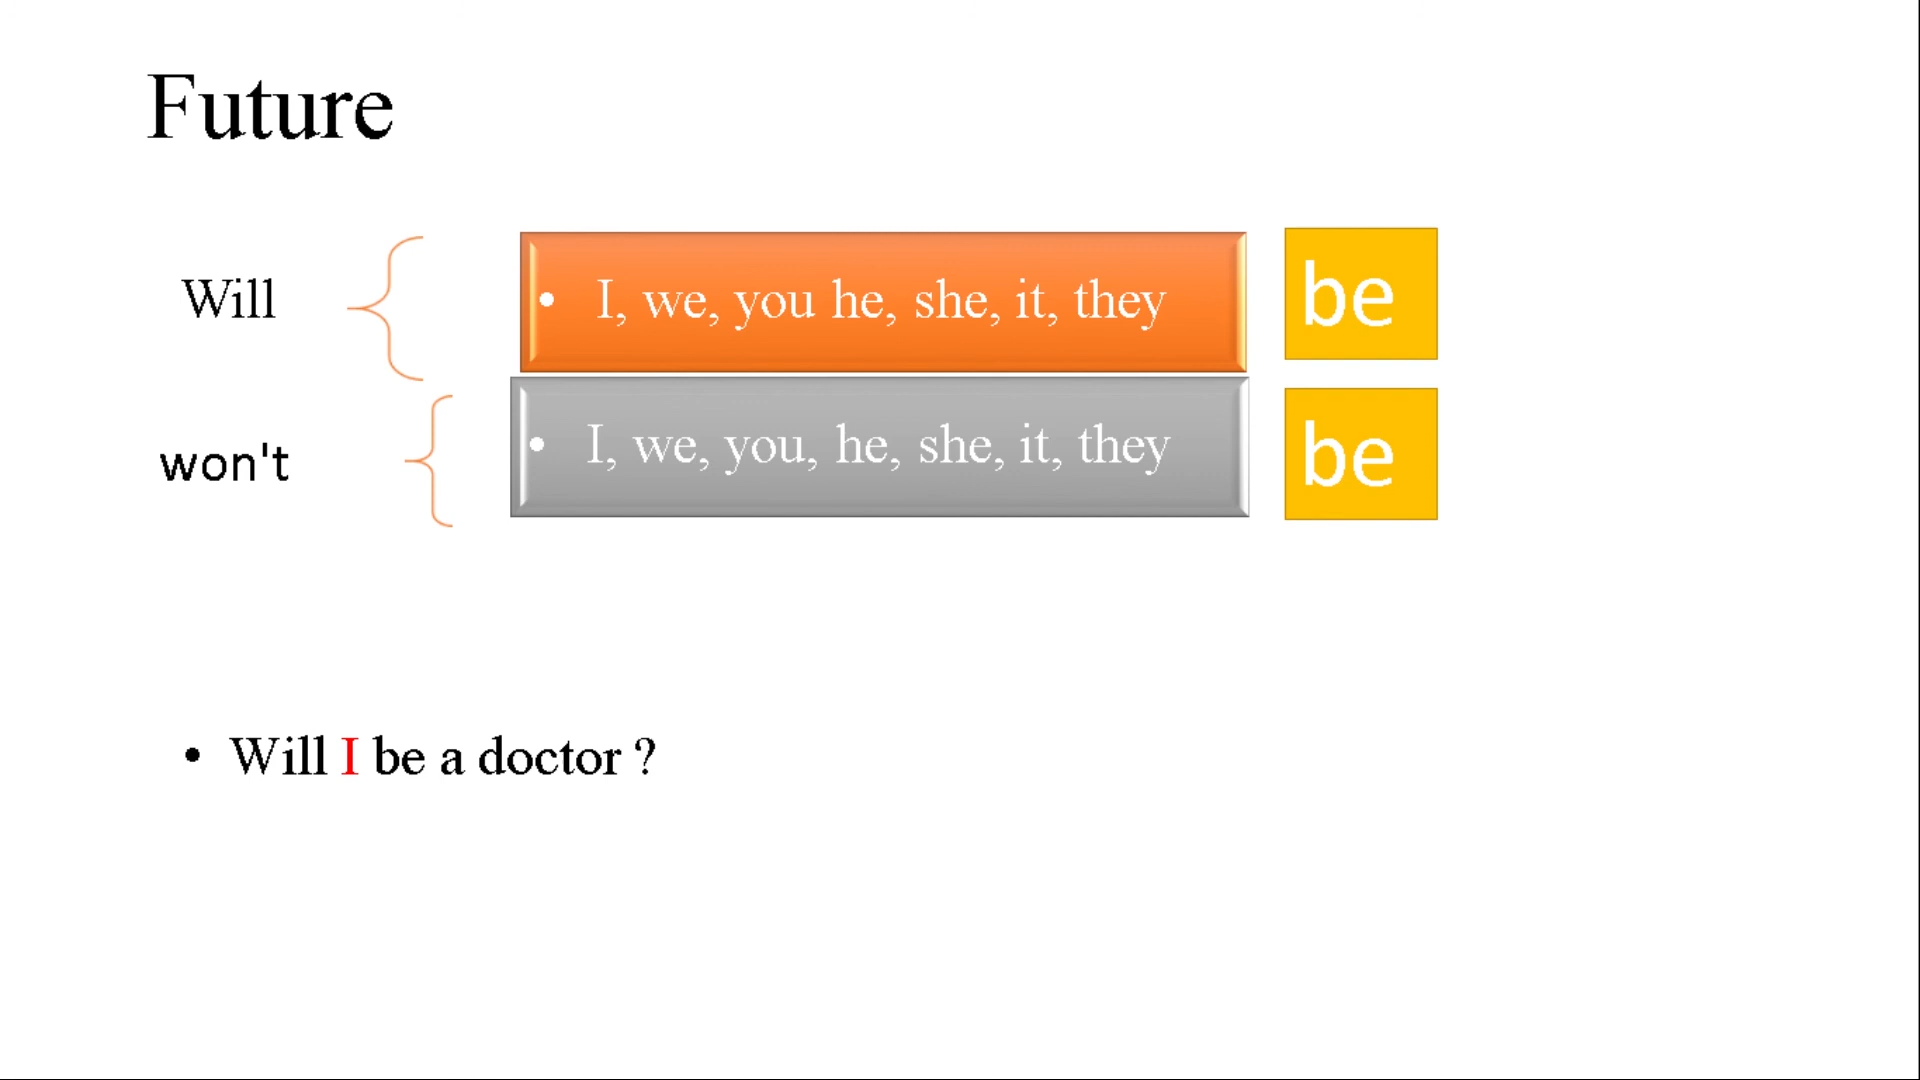 Future
Will
• I, we, you he, she, it, they
be
won't
• I, we, you, he, she, it, they
be
• Will I be a doctor ?